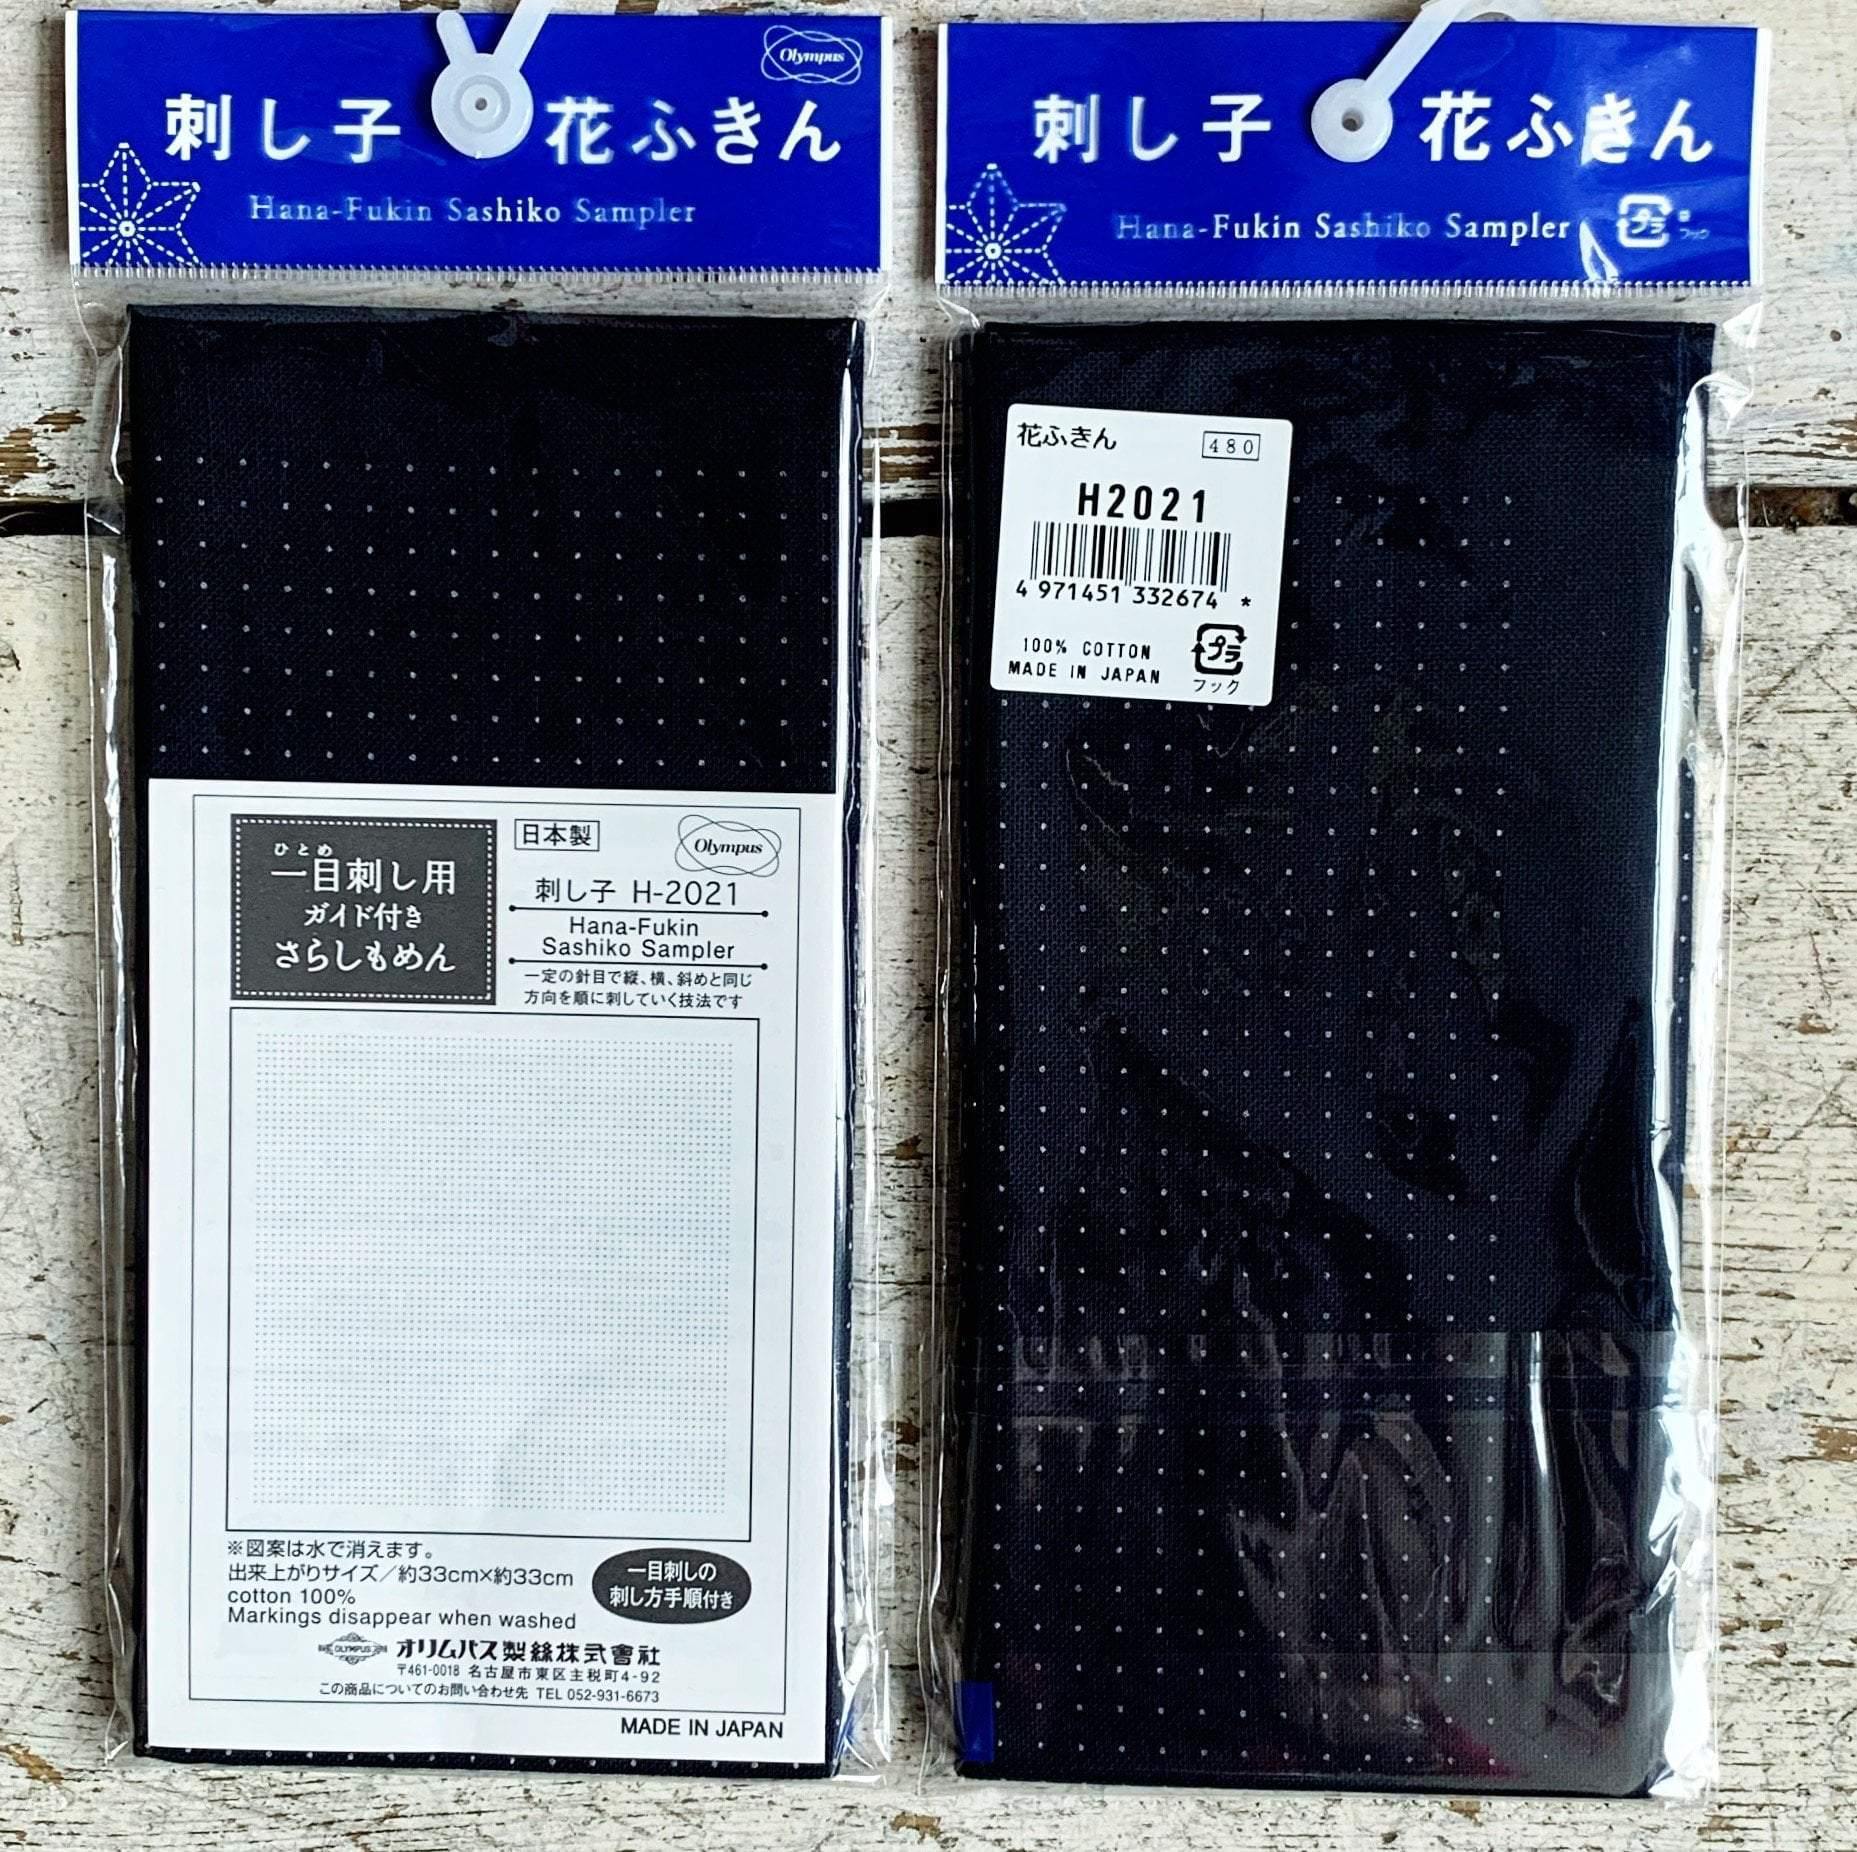 Olympus
刺し子 花ふきん
Hana-Fukin Sashiko Sampler
ひとめ
一目刺し用
ガイド付き
さらしもめん
日本製
Olympus
刺し子 H-2021
Hana-Fukin
Sashiko Sampler
一定の針目で縦、横、斜めと同じ
方向を順に刺していく技法です
※図案は水で消えます。
出来上がりサイズ／約33cm×約33cm
cotton 100%
Markings disappear when washed
一目刺しの
刺し方手順付き
OLYMPUS
オリムパス製絲株式會社
〒461-0018 名古屋市東区主税町4-92
この商品についてのお問い合わせ先 TEL 052-931-6673
MADE IN JAPAN
刺し子 花ふきん
Hana-Fukin Sashiko Sampler
プラ
フック
花ふきん
480
H2021
4 971451 332674 *
100% COTTON
MADE IN JAPAN
プラ
フック